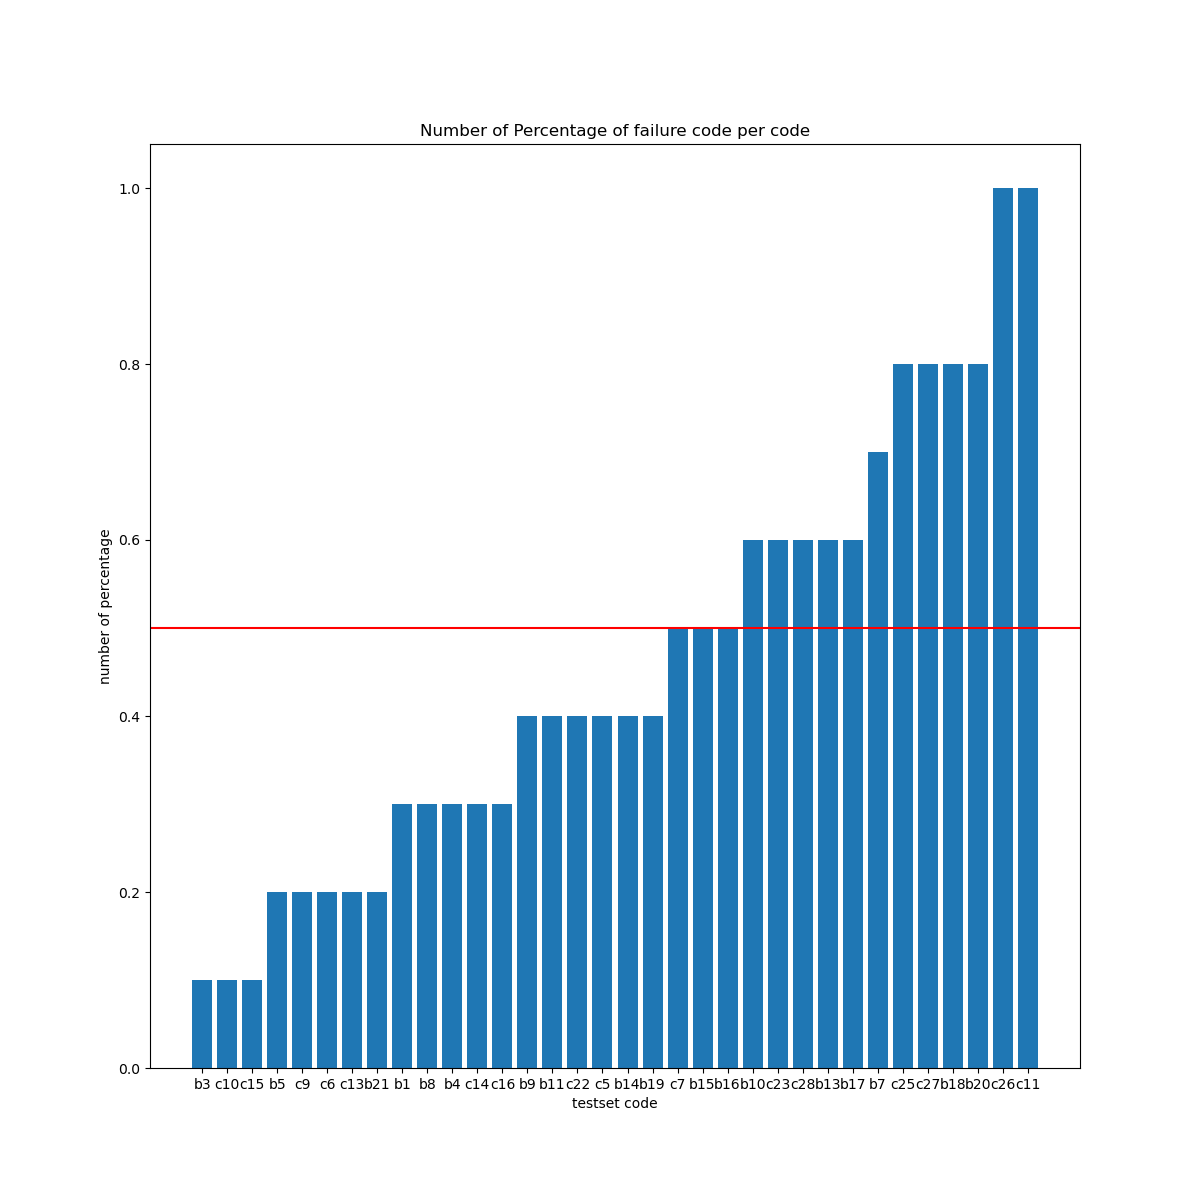 Number of Percentage of failure code per code
number of percentage
1.0
0.8
0.6
0.4
0.2
0.0
b3 c10 c15 b5 c9 c6 c13 b21 b1 b8 b4 c14 c16 b9 b11 c22 c5 b14 b19 c7 b15 b16 b10 c23 c28 b13 b17 b7 c25 c27 b18 b20 c26 c11
testset code